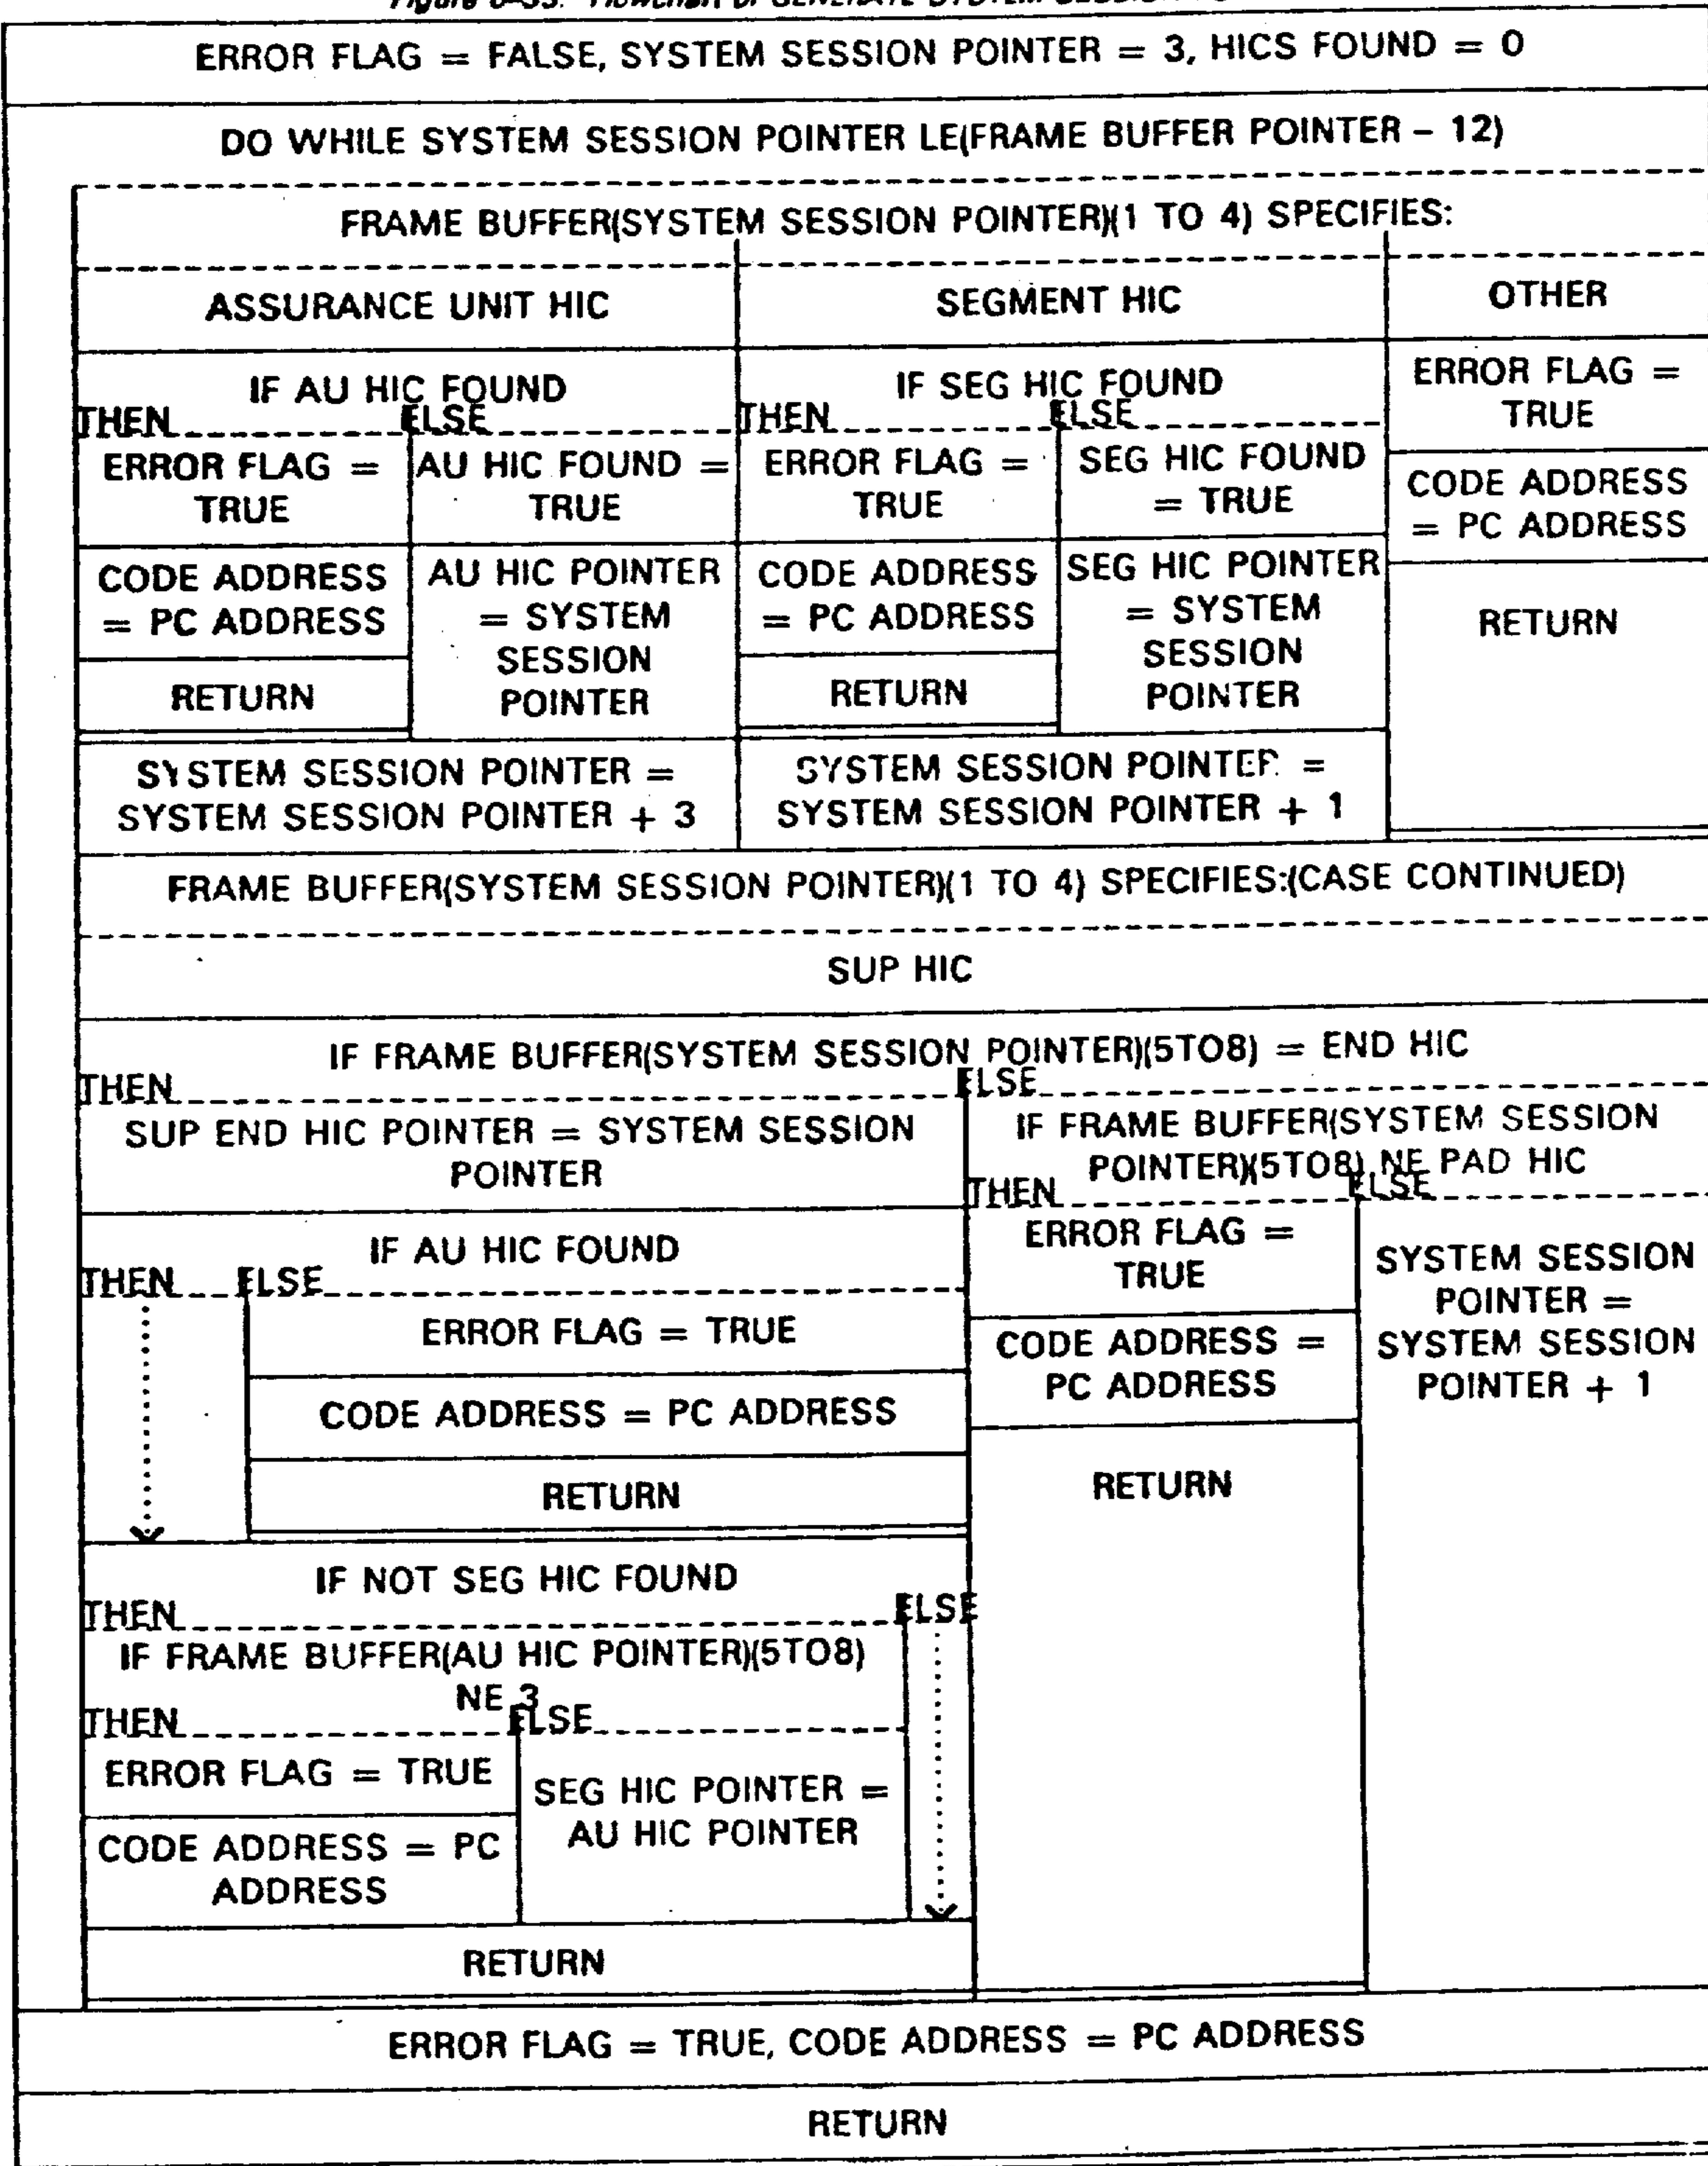 ERROR FLAG = FALSE, SYSTEM SESSION POINTER = 3, HICS FOUND = 0
DO WHILE SYSTEM SESSION POINTER LE(FRAME BUFFER POINTER – 12)
FRAME BUFFER(SYSTEM SESSION POINTER)(1 TO 4) SPECIFIES:
ASSURANCE UNIT HIC
SEGMENT HIC
OTHER
IF AU HIC FOUND
THEN
ELSE
ERROR FLAG =
TRUE
CODE ADDRESS
= PC ADDRESS
RETURN
AU HIC FOUND =
TRUE
AU HIC POINTER
= SYSTEM
SESSION
POINTER
SYSTEM SESSION POINTER =
SYSTEM SESSION POINTER + 3
IF SEG HIC FOUND
THEN
ELSE
ERROR FLAG =
TRUE
CODE ADDRESS
= PC ADDRESS
RETURN
SEG HIC FOUND
= TRUE
SEG HIC POINTER
= SYSTEM
SESSION
POINTER
SYSTEM SESSION POINTER =
SYSTEM SESSION POINTER + 1
ERROR FLAG =
TRUE
CODE ADDRESS
= PC ADDRESS
RETURN
FRAME BUFFER(SYSTEM SESSION POINTER)(1 TO 4) SPECIFIES:(CASE CONTINUED)
SUP HIC
IF FRAME BUFFER(SYSTEM SESSION POINTER)(5TO8) = END HIC
THEN
ELSE
SUP END HIC POINTER = SYSTEM SESSION
POINTER
IF AU HIC FOUND
THEN
ELSE
ERROR FLAG = TRUE
CODE ADDRESS = PC ADDRESS
RETURN
IF NOT SEG HIC FOUND
THEN
ELSE
IF FRAME BUFFER(AU HIC POINTER)(5TO8)
NE 3
THEN
ELSE
ERROR FLAG = TRUE
CODE ADDRESS = PC
ADDRESS
SEG HIC POINTER =
AU HIC POINTER
RETURN
IF FRAME BUFFER(SYSTEM SESSION
POINTER)(5TO8) NE PAD HIC
THEN
ELSE
ERROR FLAG =
TRUE
CODE ADDRESS =
PC ADDRESS
RETURN
SYSTEM SESSION
POINTER =
SYSTEM SESSION
POINTER + 1
ERROR FLAG = TRUE, CODE ADDRESS = PC ADDRESS
RETURN